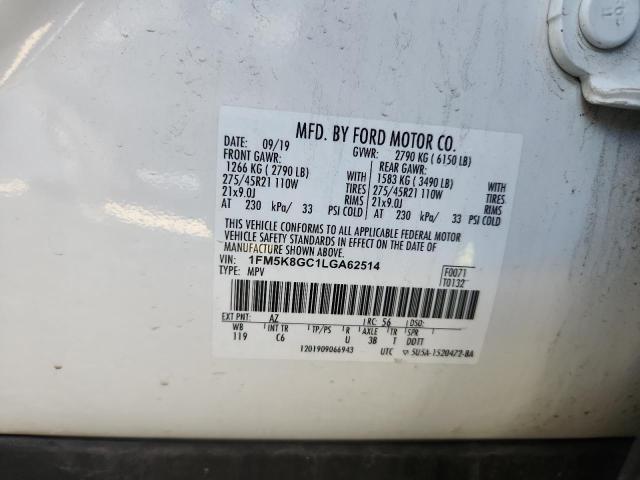 MFD. BY FORD MOTOR CO.
DATE: 09/19 GVWR: 2790 KG ( 6150 LB)
FRONT GAWR: REAR GAWR:
1266 KG ( 2790 LB) WITH 1583 KG ( 3490 LB) WITH
275/45R21 110W TIRES 275/45R21 110W TIRES
21x9.0J RIMS 21x9.0J RIMS
AT 230 kPa/ 33 PSI COLD AT 230 kPa/ 33 PSI COLD
THIS VEHICLE CONFORMS TO ALL APPLICABLE FEDERAL MOTOR
VEHICLE SAFETY STANDARDS IN EFFECT ON THE DATE OF
MANUFACTURE SHOWN ABOVE.
VIN: 1FM5K8GC1LGA62514 F0071
TYPE: MPV T0132
EXT PNT: AZ RC: 56 DSO:
WB INT TR TP/PS R AXLE TR SPR
119 C6 U 3B T DDTT
1201909066943 UTC ▽ 5U5A-1520472-BA